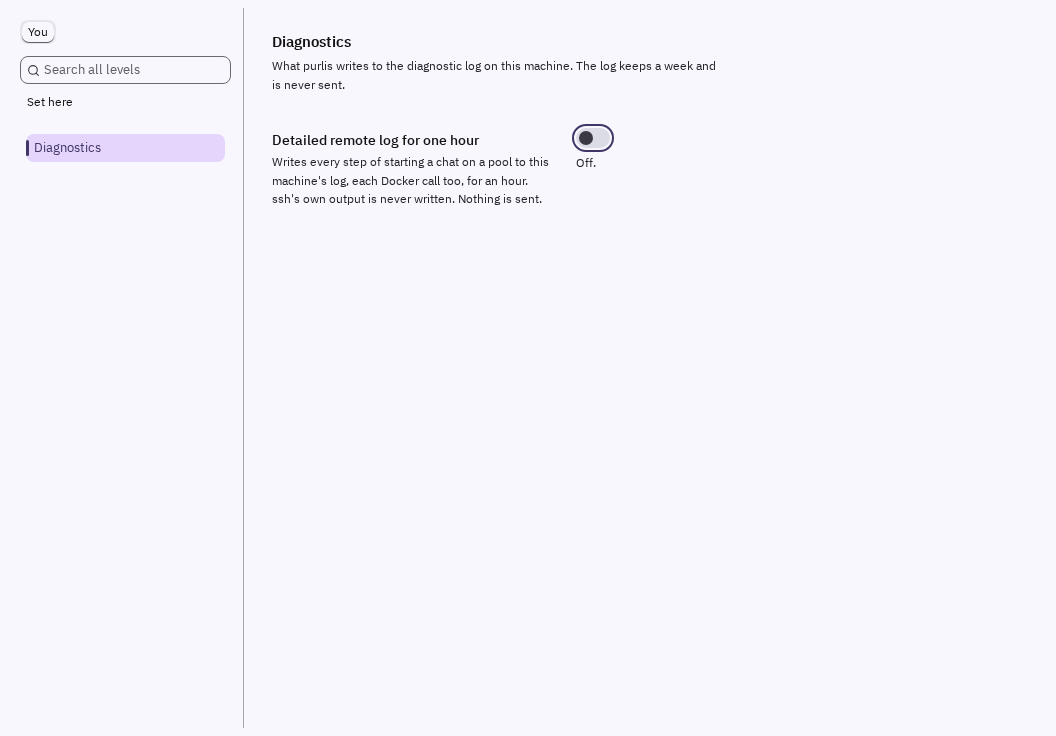 You
Search all levels
Set here
Diagnostics
Diagnostics
What purlis writes to the diagnostic log on this machine. The log keeps a week and
is never sent.
Detailed remote log for one hour
Writes every step of starting a chat on a pool to this
machine's log, each Docker call too, for an hour.
ssh's own output is never written. Nothing is sent.
Off.